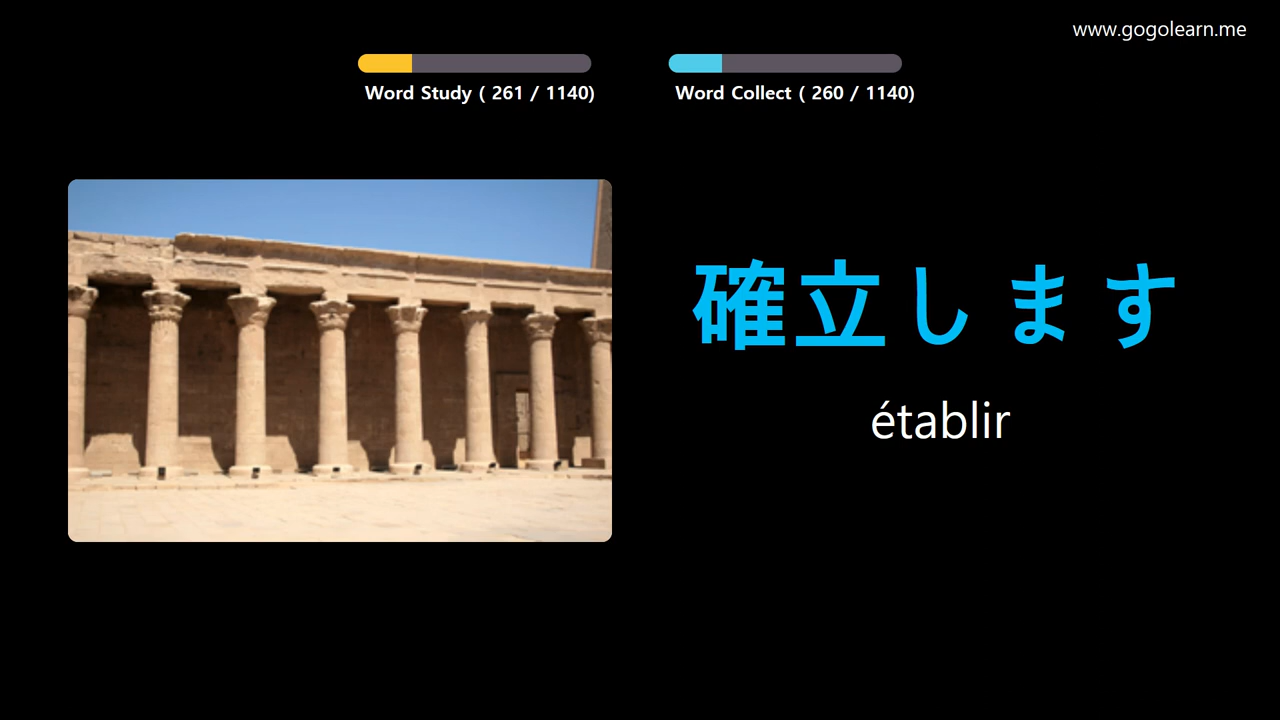 www.gogolearn.me
Word Study ( 261 / 1140)
Word Collect ( 260 / 1140)
確立します
établir